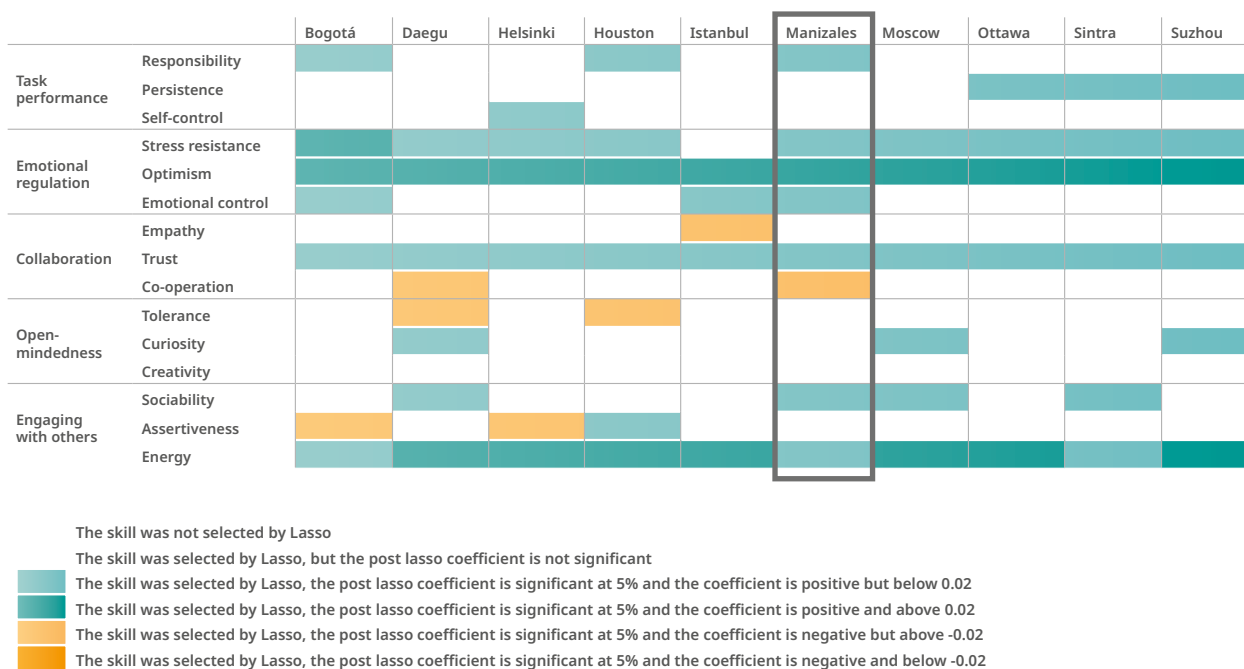 Bogotá Daegu Helsinki Houston Istanbul Manizales Moscow Ottawa Sintra Suzhou
Task
performance
Responsibility
Persistence
Self-control
Emotional
regulation
Stress resistance
Optimism
Emotional control
Collaboration
Empathy
Trust
Co-operation
Open-
mindedness
Tolerance
Curiosity
Creativity
Engaging
with others
Sociability
Assertiveness
Energy
The skill was not selected by Lasso
The skill was selected by Lasso, but the post lasso coefficient is not significant
The skill was selected by Lasso, the post lasso coefficient is significant at 5% and the coefficient is positive but below 0.02
The skill was selected by Lasso, the post lasso coefficient is significant at 5% and the coefficient is positive and above 0.02
The skill was selected by Lasso, the post lasso coefficient is significant at 5% and the coefficient is negative but above -0.02
The skill was selected by Lasso, the post lasso coefficient is significant at 5% and the coefficient is negative and below -0.02